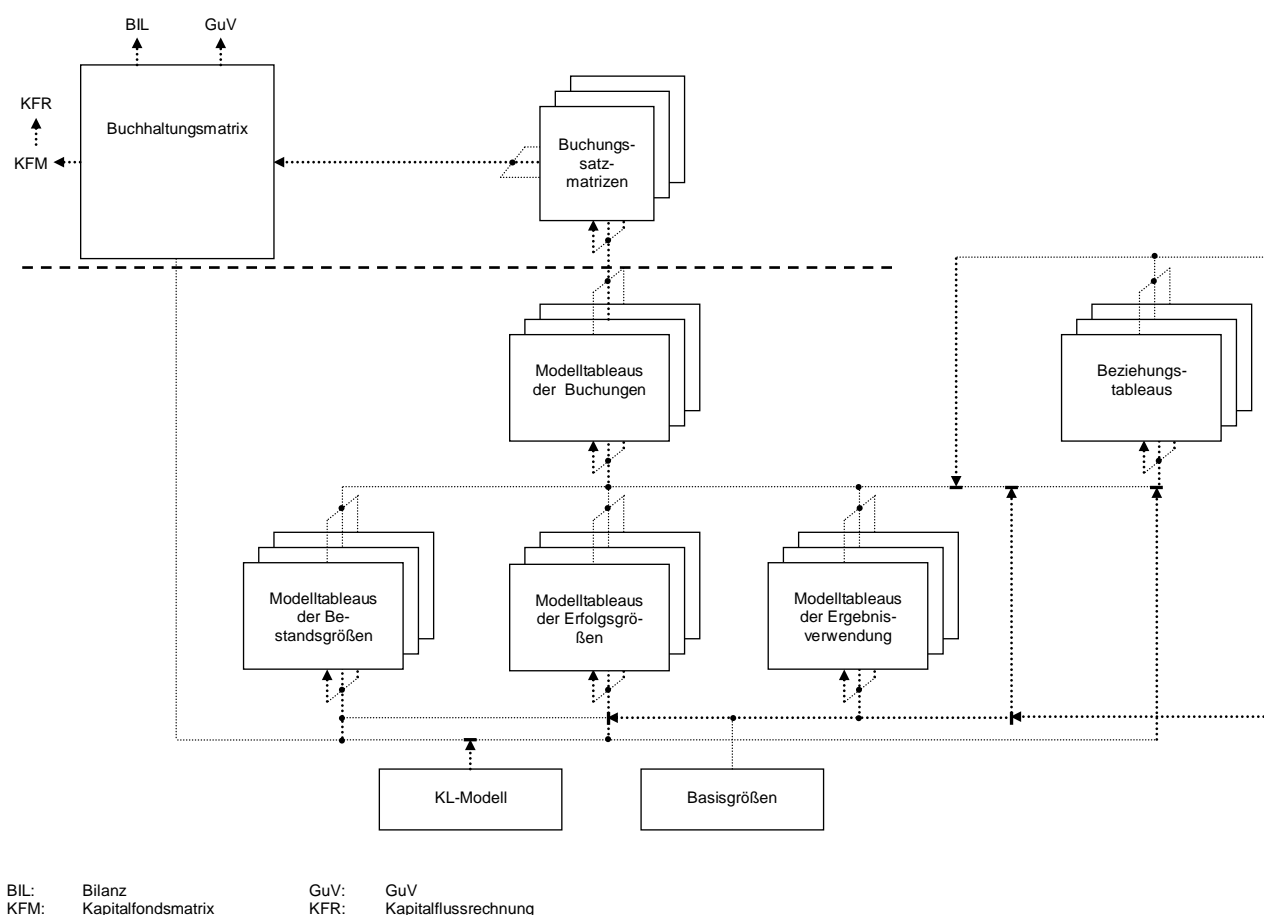 BIL GuV
KFR
Buchhaltungsmatrix
KFM
Buchungs-
satz-
matrizen
Modelltableaus
der Buchungen
Beziehungs-
tableaus
Modelltableaus
der Be-
standsgrößen
Modelltableaus
der Erfolgsgrö-
ßen
Modelltableaus
der Ergebnis-
verwendung
KL-Modell
Basisgrößen
BIL: Bilanz GuV: GuV
KFM: Kapitalfondsmatrix KFR: Kapitalflussrechnung